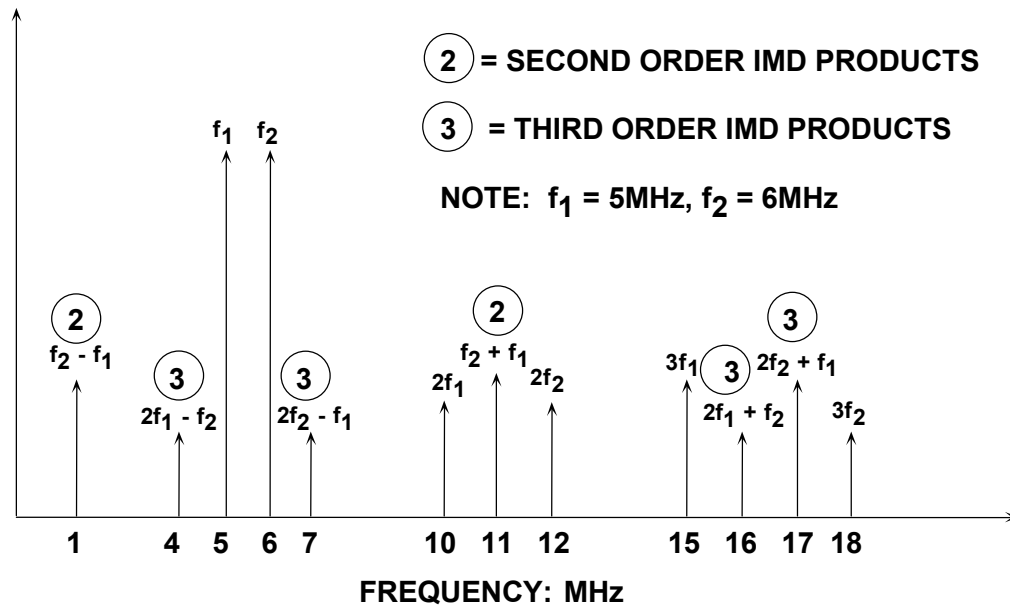 2 = SECOND ORDER IMD PRODUCTS
3 = THIRD ORDER IMD PRODUCTS
NOTE: f1 = 5MHz, f2 = 6MHz
f1
f2
2
f2 - f1
3
2f1 - f2
3
2f2 - f1
2
f2 + f1
2f1
2f2
3
3
3f1
2f2 + f1
2f1 + f2
3f2
1 4 5 6 7 10 11 12 15 16 17 18
FREQUENCY: MHz